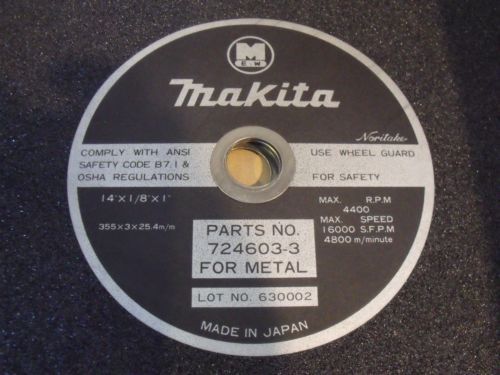 M
E W
makita
Noritake
COMPLY WITH ANSI
SAFETY CODE B7.1 &
OSHA REGULATIONS
USE WHEEL GUARD
FOR SAFETY
14"×1/8"×1"
355×3×25.4m/m
MAX. R.P.M
4400
MAX. SPEED
16000 S.F.P.M
4800 m/minute
PARTS NO.
724603-3
FOR METAL
LOT NO. 630002
MADE IN JAPAN